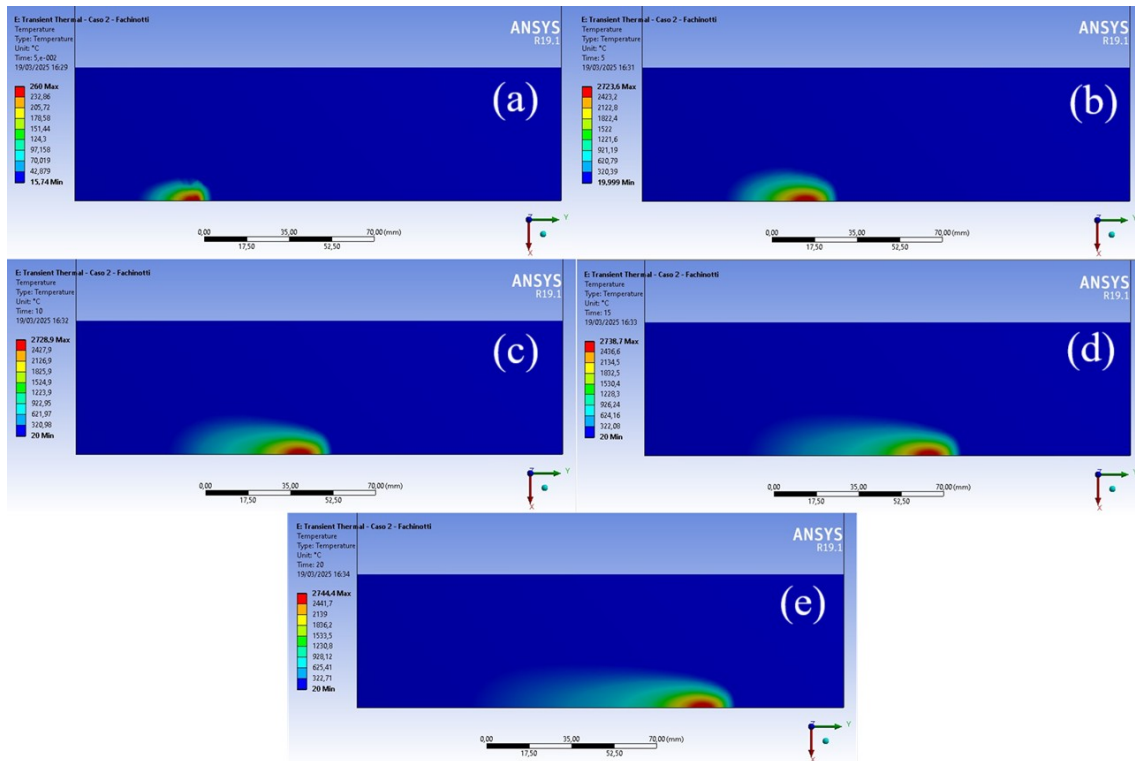 E: Transient Thermal - Caso 2 - Fachinotti
Temperature
Type: Temperature
Unit: °C
Time: 5,e-002
19/03/2025 16:29
260 Max
232,86
205,72
178,58
151,44
124,3
97,158
70,019
42,879
15,74 Min
ANSYS
R19.1
(a)
0,00 35,00 70,00 (mm)
17,50 52,50
Z Y
X
E: Transient Thermal - Caso 2 - Fachinotti
Temperature
Type: Temperature
Unit: °C
Time: 5
19/03/2025 16:31
2723,6 Max
2423,2
2122,8
1822,4
1522
1221,6
921,19
620,79
320,39
19,999 Min
ANSYS
R19.1
(b)
0,00 35,00 70,00 (mm)
17,50 52,50
Z Y
X
E: Transient Thermal - Caso 2 - Fachinotti
Temperature
Type: Temperature
Unit: °C
Time: 10
19/03/2025 16:32
2728,9 Max
2427,9
2126,9
1825,9
1524,9
1223,9
922,95
621,97
320,98
20 Min
ANSYS
R19.1
(c)
0,00 35,00 70,00 (mm)
17,50 52,50
Z Y
X
E: Transient Thermal - Caso 2 - Fachinotti
Temperature
Type: Temperature
Unit: °C
Time: 15
19/03/2025 16:33
2738,7 Max
2436,6
2134,5
1832,5
1530,4
1228,3
926,24
624,16
322,08
20 Min
ANSYS
R19.1
(d)
0,00 35,00 70,00 (mm)
17,50 52,50
Z Y
X
E: Transient Thermal - Caso 2 - Fachinotti
Temperature
Type: Temperature
Unit: °C
Time: 20
19/03/2025 16:34
2744,4 Max
2441,7
2139
1836,2
1533,5
1230,8
928,12
625,41
322,71
20 Min
ANSYS
R19.1
(e)
0,00 35,00 70,00 (mm)
17,50 52,50
Z Y
X